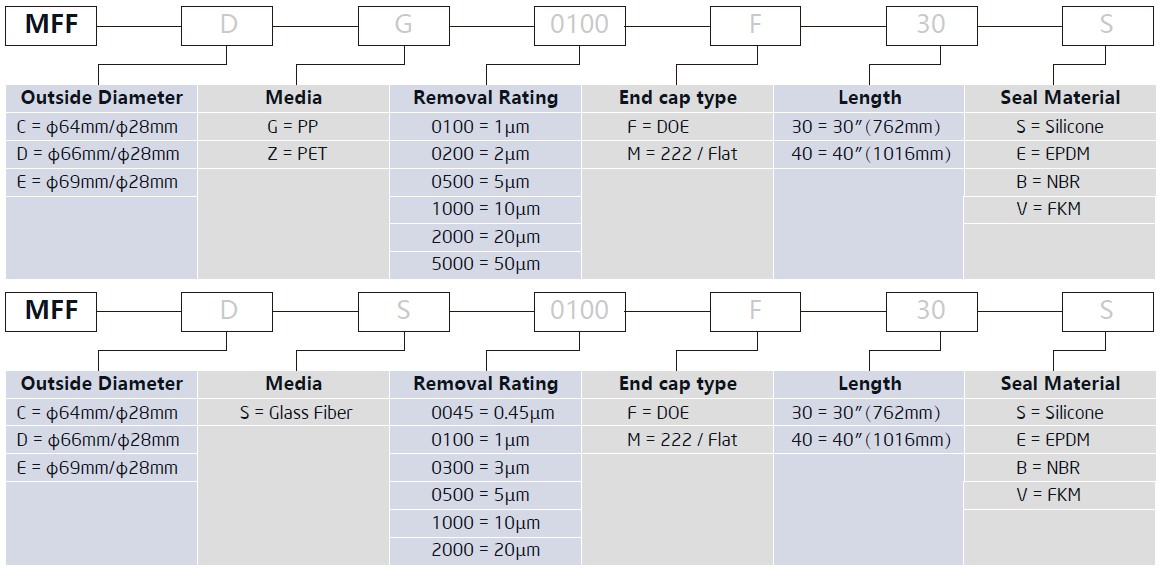 MFF D G 0100 F 30 S
Outside Diameter Media Removal Rating End cap type Length Seal Material
C = φ64mm/φ28mm G = PP 0100 = 1μm F = DOE 30 = 30″(762mm) S = Silicone
D = φ66mm/φ28mm Z = PET 0200 = 2μm M = 222 / Flat 40 = 40″(1016mm) E = EPDM
E = φ69mm/φ28mm 0500 = 5μm B = NBR
1000 = 10μm V = FKM
2000 = 20μm
5000 = 50μm
MFF D S 0100 F 30 S
Outside Diameter Media Removal Rating End cap type Length Seal Material
C = φ64mm/φ28mm S = Glass Fiber 0045 = 0.45μm F = DOE 30 = 30″(762mm) S = Silicone
D = φ66mm/φ28mm 0100 = 1μm M = 222 / Flat 40 = 40″(1016mm) E = EPDM
E = φ69mm/φ28mm 0300 = 3μm B = NBR
0500 = 5μm V = FKM
1000 = 10μm
2000 = 20μm